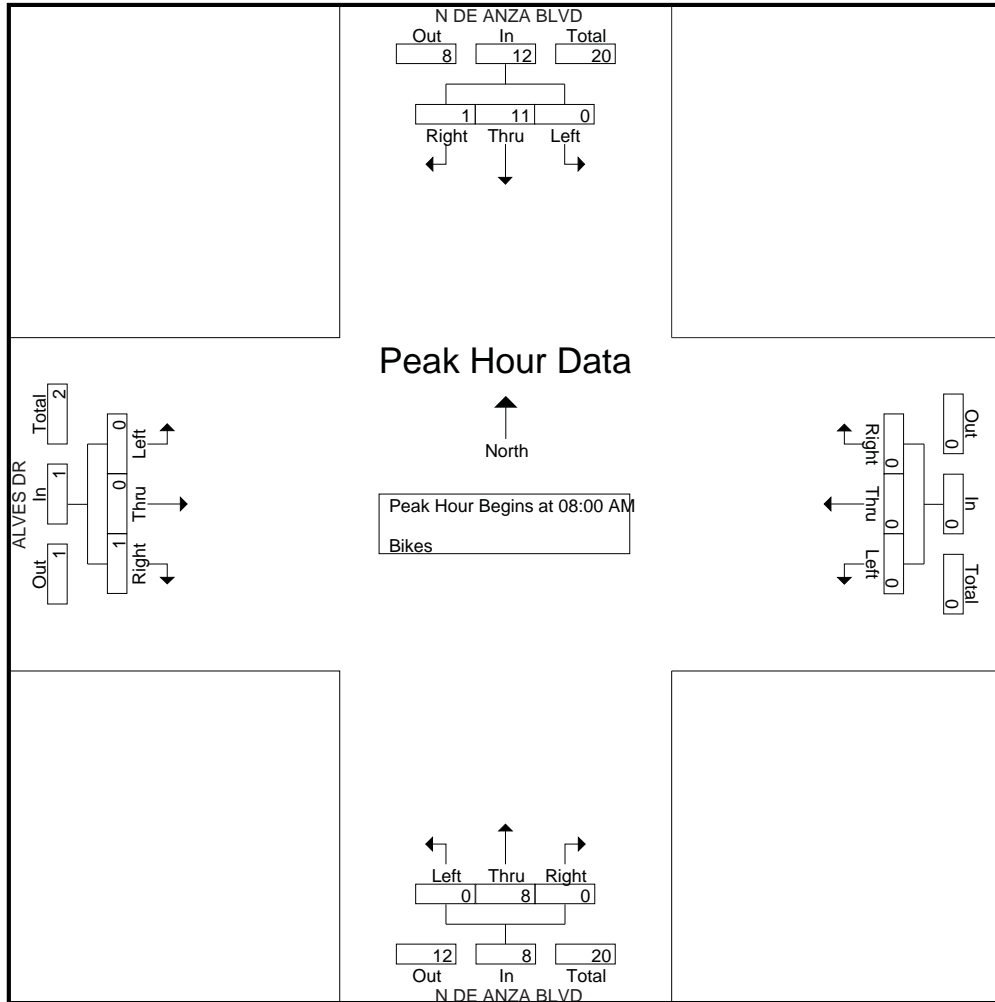 N DE ANZA BLVD
Out In Total
8 12 20
1 11 0
Right Thru Left
Peak Hour Data
North
Peak Hour Begins at 08:00 AM
Bikes
ALVES DR
Out In Total
1 1 2
Right Thru Left
1 0 0
Out In Total
0 0 0
Right Thru Left
0 0 0
Left Thru Right
0 8 0
12 8 20
Out In Total
N DE ANZA BLVD